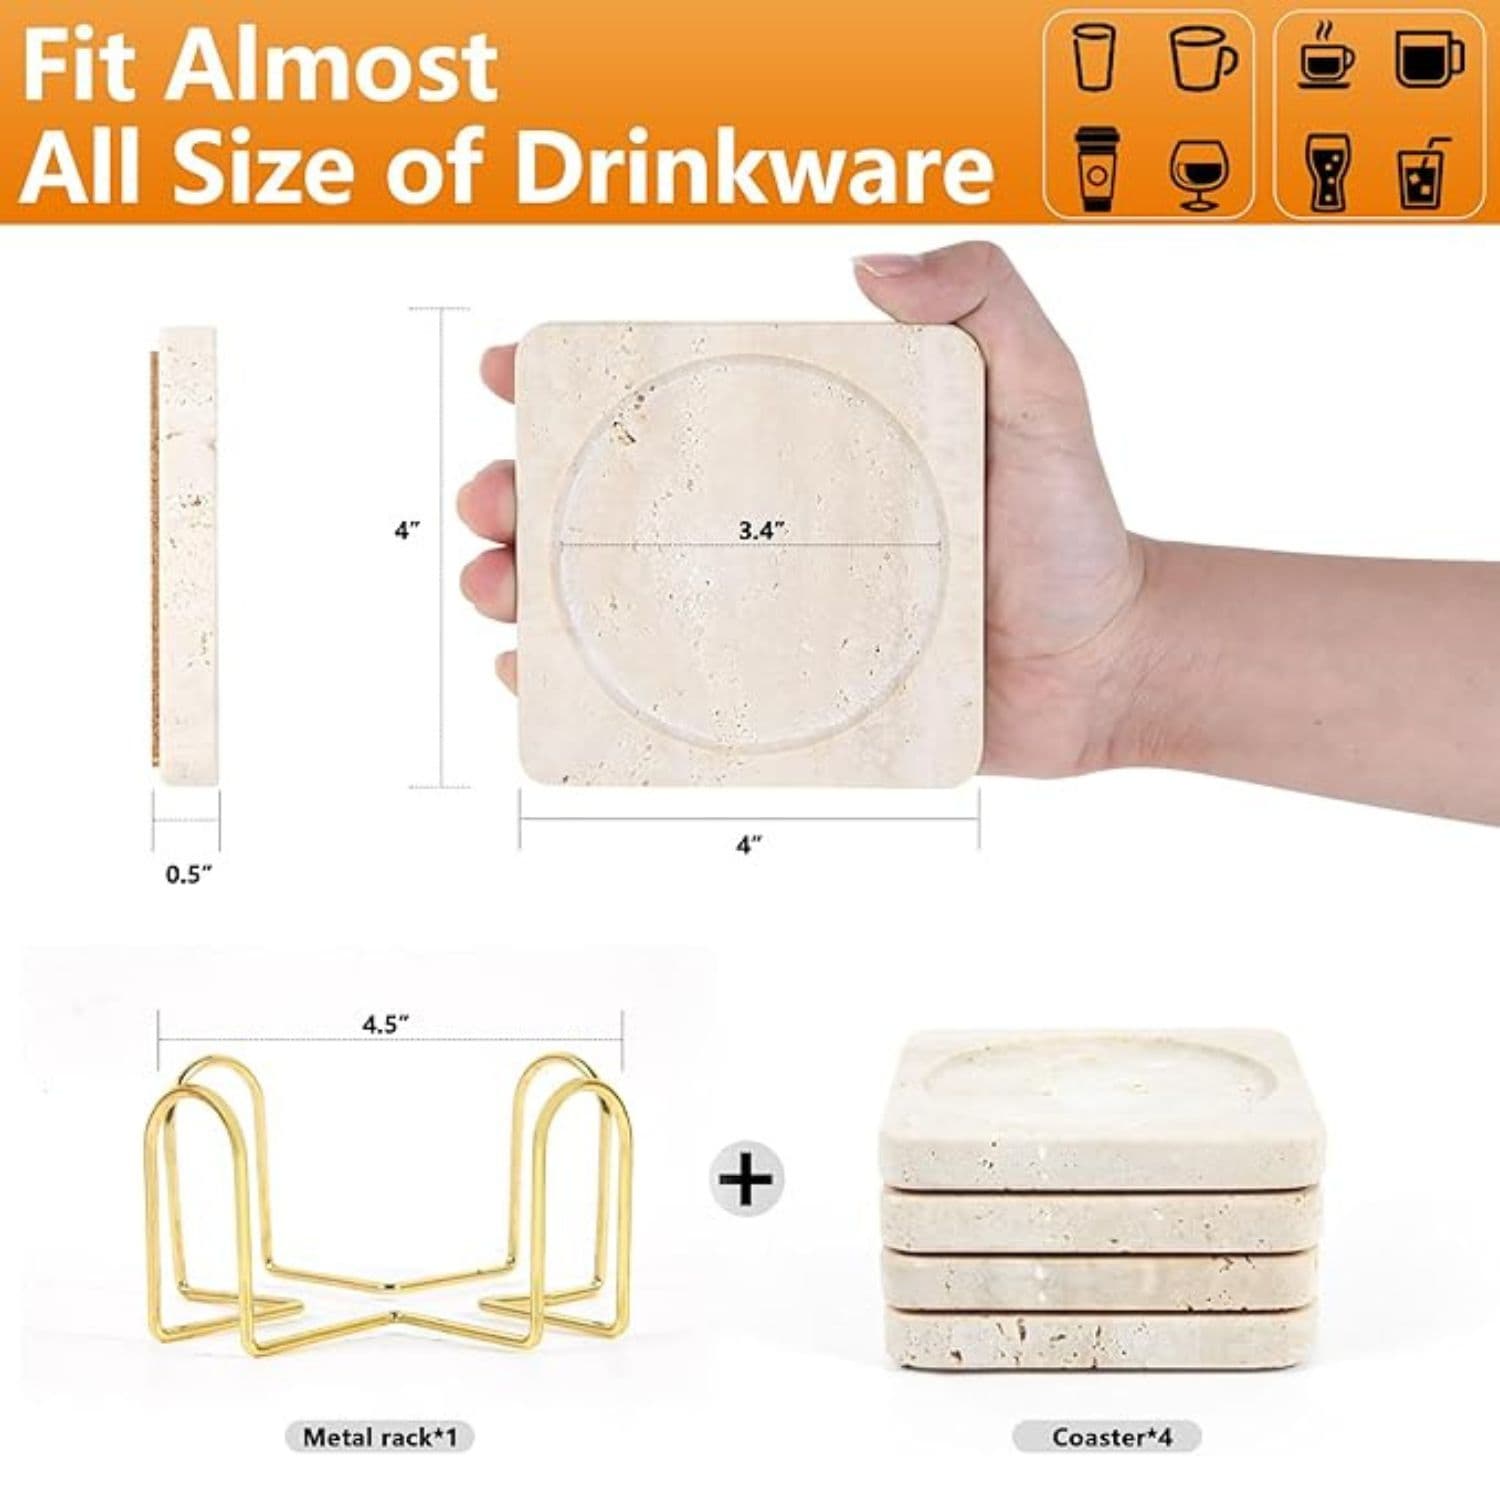 Fit Almost
All Size of Drinkware
4”
3.4”
4”
0.5”
4.5”
Metal rack*1
Coaster*4